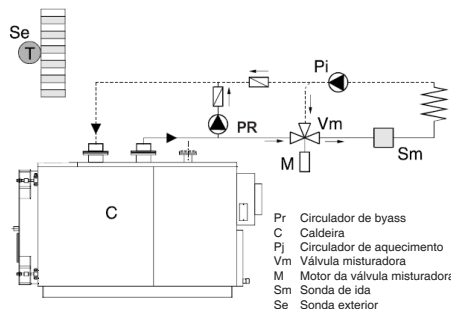 Se
T
Pi
PR
Vm
M
Sm
C
Pr Circulador de byass
C Caldeira
Pj Circulador de aquecimento
Vm Válvula misturadora
M Motor da válvula misturadora
Sm Sonda de ida
Se Sonda exterior